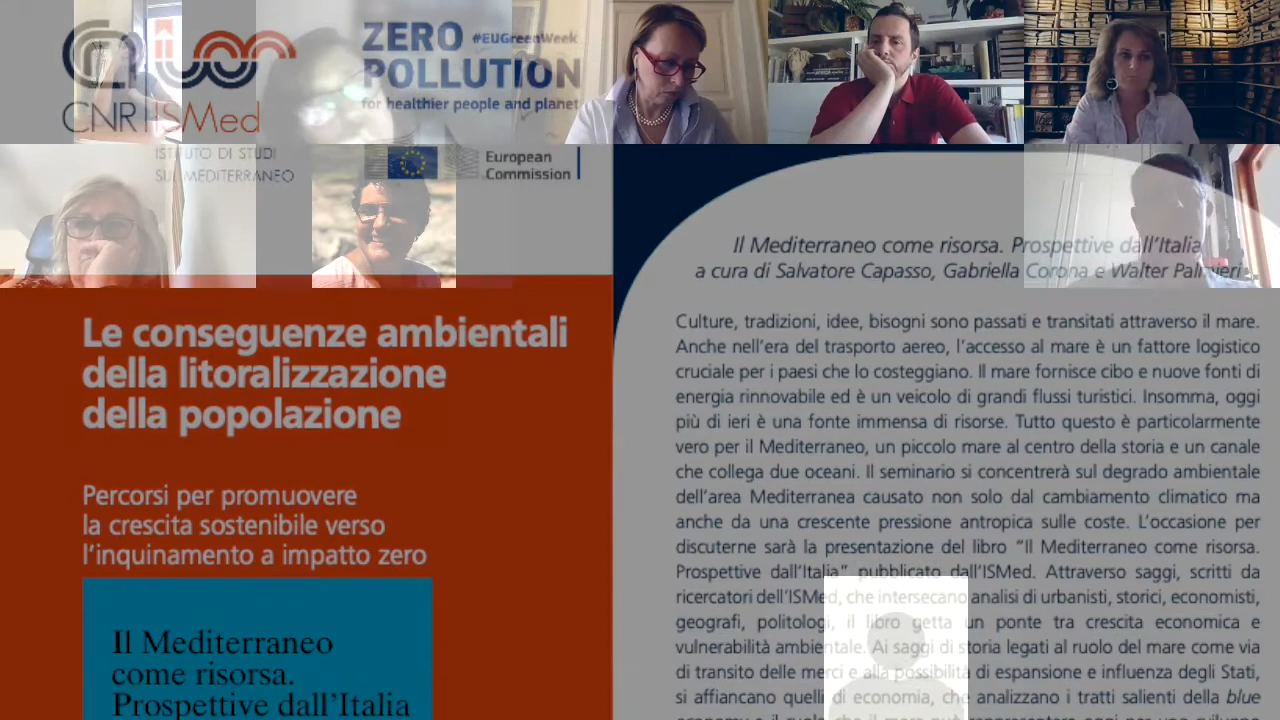 ZERO #EUGreenWeek
POLLUTION
for healthier people and planet
CNR ISMed
ISTITUTO DI STUDI
SUL MEDITERRANEO
European
Commission
Le conseguenze ambientali
della litoralizzazione
della popolazione
Percorsi per promuovere
la crescita sostenibile verso
l'inquinamento a impatto zero
Il Mediterraneo
come risorsa.
Prospettive dall'Italia
Il Mediterraneo come risorsa. Prospettive dall'Italia
a cura di Salvatore Capasso, Gabriella Corona e Walter Palmieri
Culture, tradizioni, idee, bisogni sono passati e transitati attraverso il mare.
Anche nell'era del trasporto aereo, l'accesso al mare è un fattore logistico
cruciale per i paesi che lo costeggiano. Il mare fornisce cibo e nuove fonti di
energia rinnovabile ed è un veicolo di grandi flussi turistici. Insomma, oggi
più di ieri è una fonte immensa di risorse. Tutto questo è particolarmente
vero per il Mediterraneo, un piccolo mare al centro della storia e un canale
che collega due oceani. Il seminario si concentrerà sul degrado ambientale
dell'area Mediterranea causato non solo dal cambiamento climatico ma
anche da una crescente pressione antropica sulle coste. L'occasione per
discuterne sarà la presentazione del libro "Il Mediterraneo come risorsa.
Prospettive dall'Italia" pubblicato dall'ISMed. Attraverso saggi, scritti da
ricercatori dell'ISMed, che intersecano analisi di urbanisti, storici, economisti,
geografi, politologi, il libro getta un ponte tra crescita economica e
vulnerabilità ambientale. Ai saggi di storia legati al ruolo del mare come via
di transito delle merci e alla possibilità di espansione e influenza degli Stati,
si affiancano quelli di economia, che analizzano i tratti salienti della blue